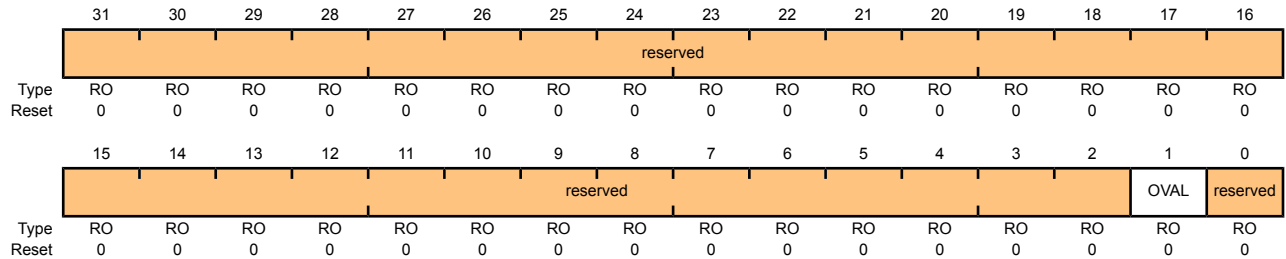 31 30 29 28 27 26 25 24 23 22 21 20 19 18 17 16
reserved
Type RO RO RO RO RO RO RO RO RO RO RO RO RO RO RO RO
Reset 0 0 0 0 0 0 0 0 0 0 0 0 0 0 0 0
15 14 13 12 11 10 9 8 7 6 5 4 3 2 1 0
reserved OVAL reserved
Type RO RO RO RO RO RO RO RO RO RO RO RO RO RO RO RO
Reset 0 0 0 0 0 0 0 0 0 0 0 0 0 0 0 0